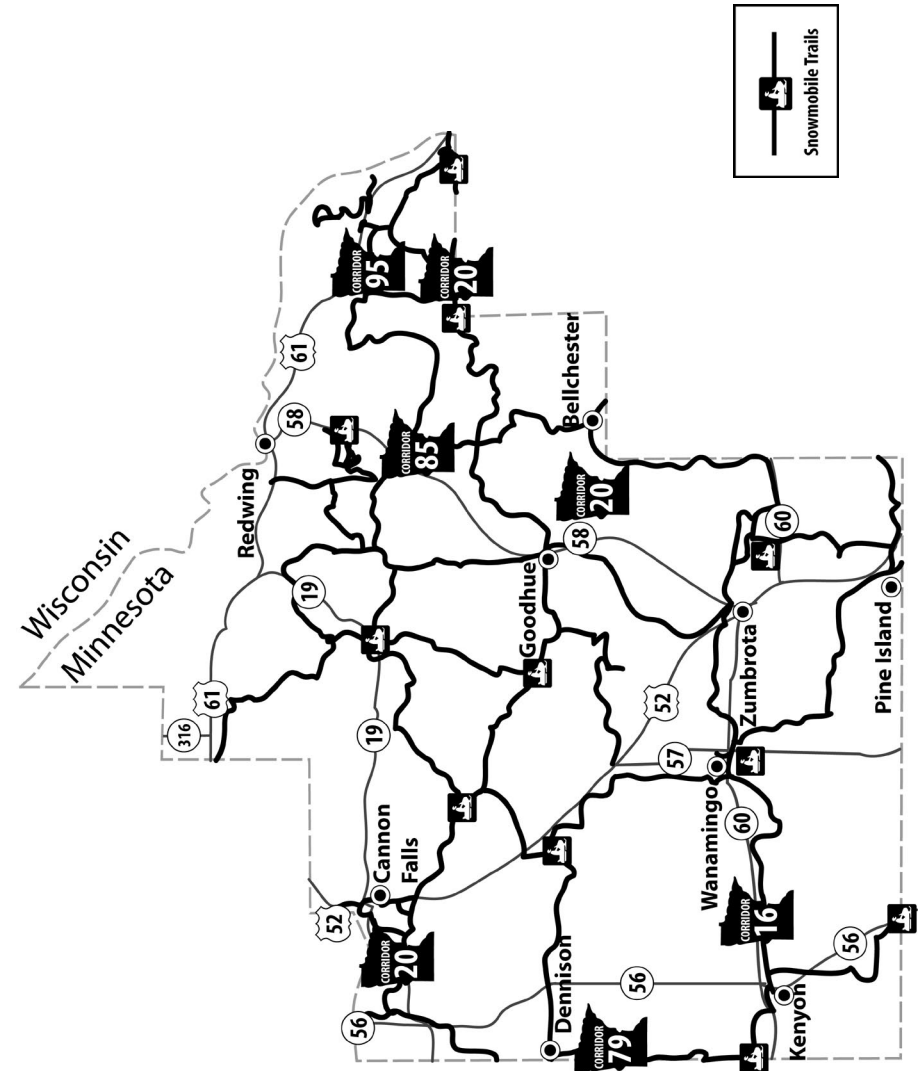 Wisconsin
Minnesota
316
61
61
Redwing
58
19
19
52
Cannon
Falls
56
CORRIDOR
20
CORRIDOR
95
CORRIDOR
20
CORRIDOR
85
Goodhue
58
Bellchester
CORRIDOR
20
Dennison
CORRIDOR
79
56
52
57
60
Wanamingo
Zumbrota
60
CORRIDOR
16
Kenyon
56
Pine Island
Snowmobile Trails